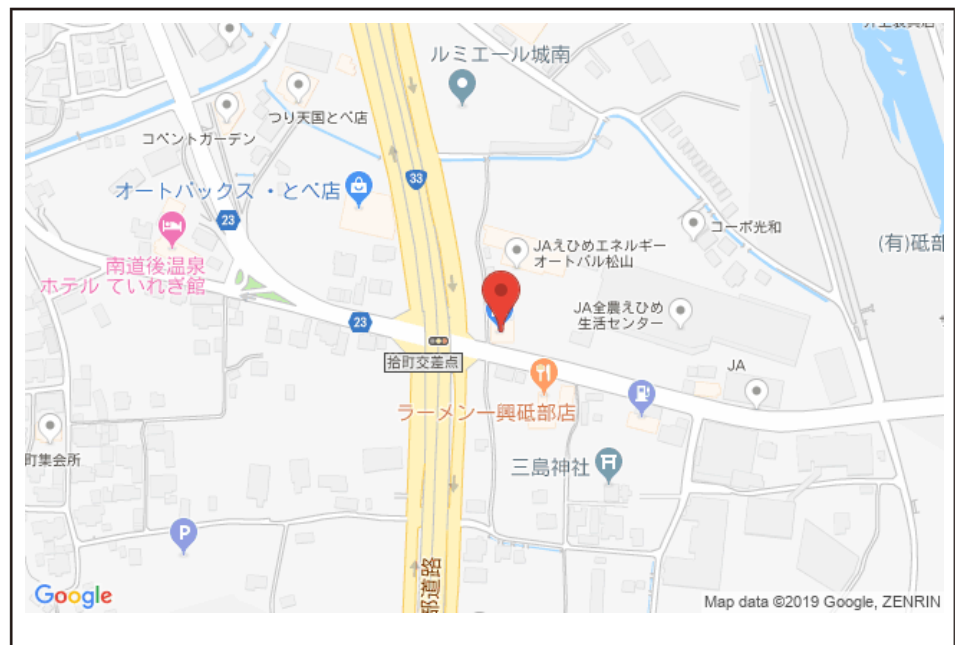 ルミエール城南
つり天国とべ店
コペントガーデン
33
オートバックス・とべ店
23
コーポ光和
(有)砥部
JAえひめエネルギー
オートパル松山
南道後温泉
ホテル ていれぎ館
23
JA全農えひめ
生活センター
拾町交差点
JA
ラーメン一興砥部店
町集会所
三島神社
P
部道路
Google
Map data ©2019 Google, ZENRIN